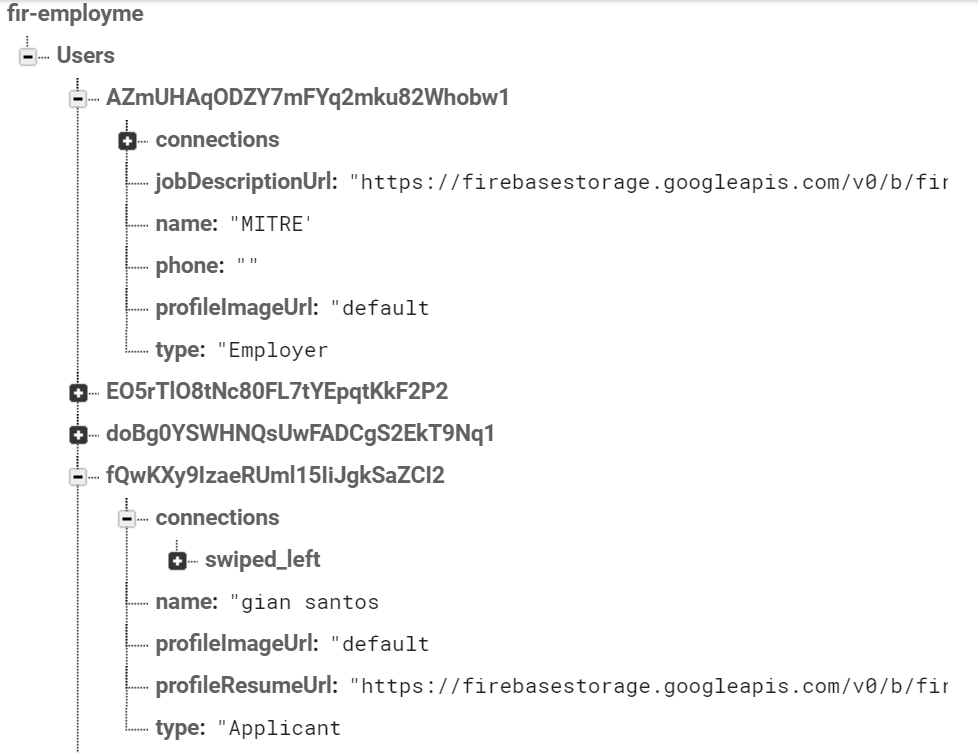 fir-employme
Users
AZmUHAqODZY7mFYq2mku82Whobw1
connections
jobDescriptionUrl: "https://firebasestorage.googleapis.com/v0/b/fir
name: "MITRE'
phone: ""
profileImageUrl: "default
type: "Employer
EO5rTlO8tNc80FL7tYEpqtKkF2P2
doBg0YSWHNQsUwFADCgS2EkT9Nq1
fQwKXy9IzaeRUml15IiJgkSaZCI2
connections
swiped_left
name: "gian santos
profileImageUrl: "default
profileResumeUrl: "https://firebasestorage.googleapis.com/v0/b/fir
type: "Applicant